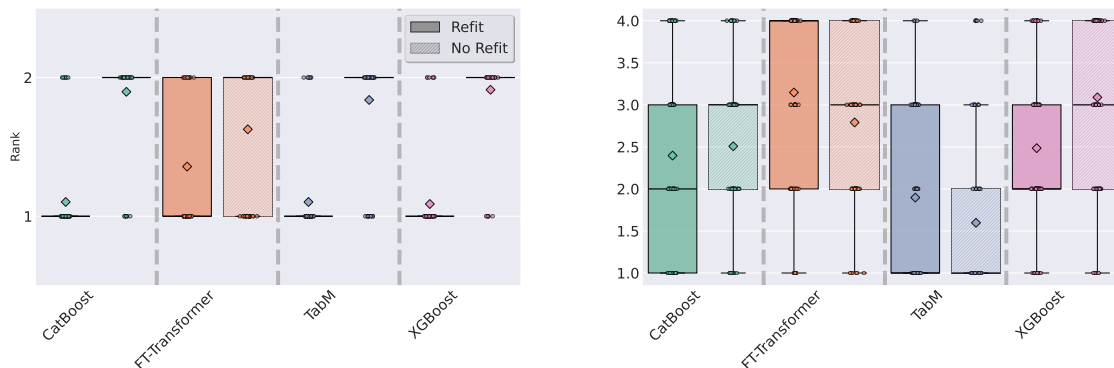 Rank
2
1
Refit
No Refit
CatBoost
FT-Transformer
TabM
XGBoost
4.0
3.5
3.0
2.5
2.0
1.5
1.0
CatBoost
FT-Transformer
TabM
XGBoost